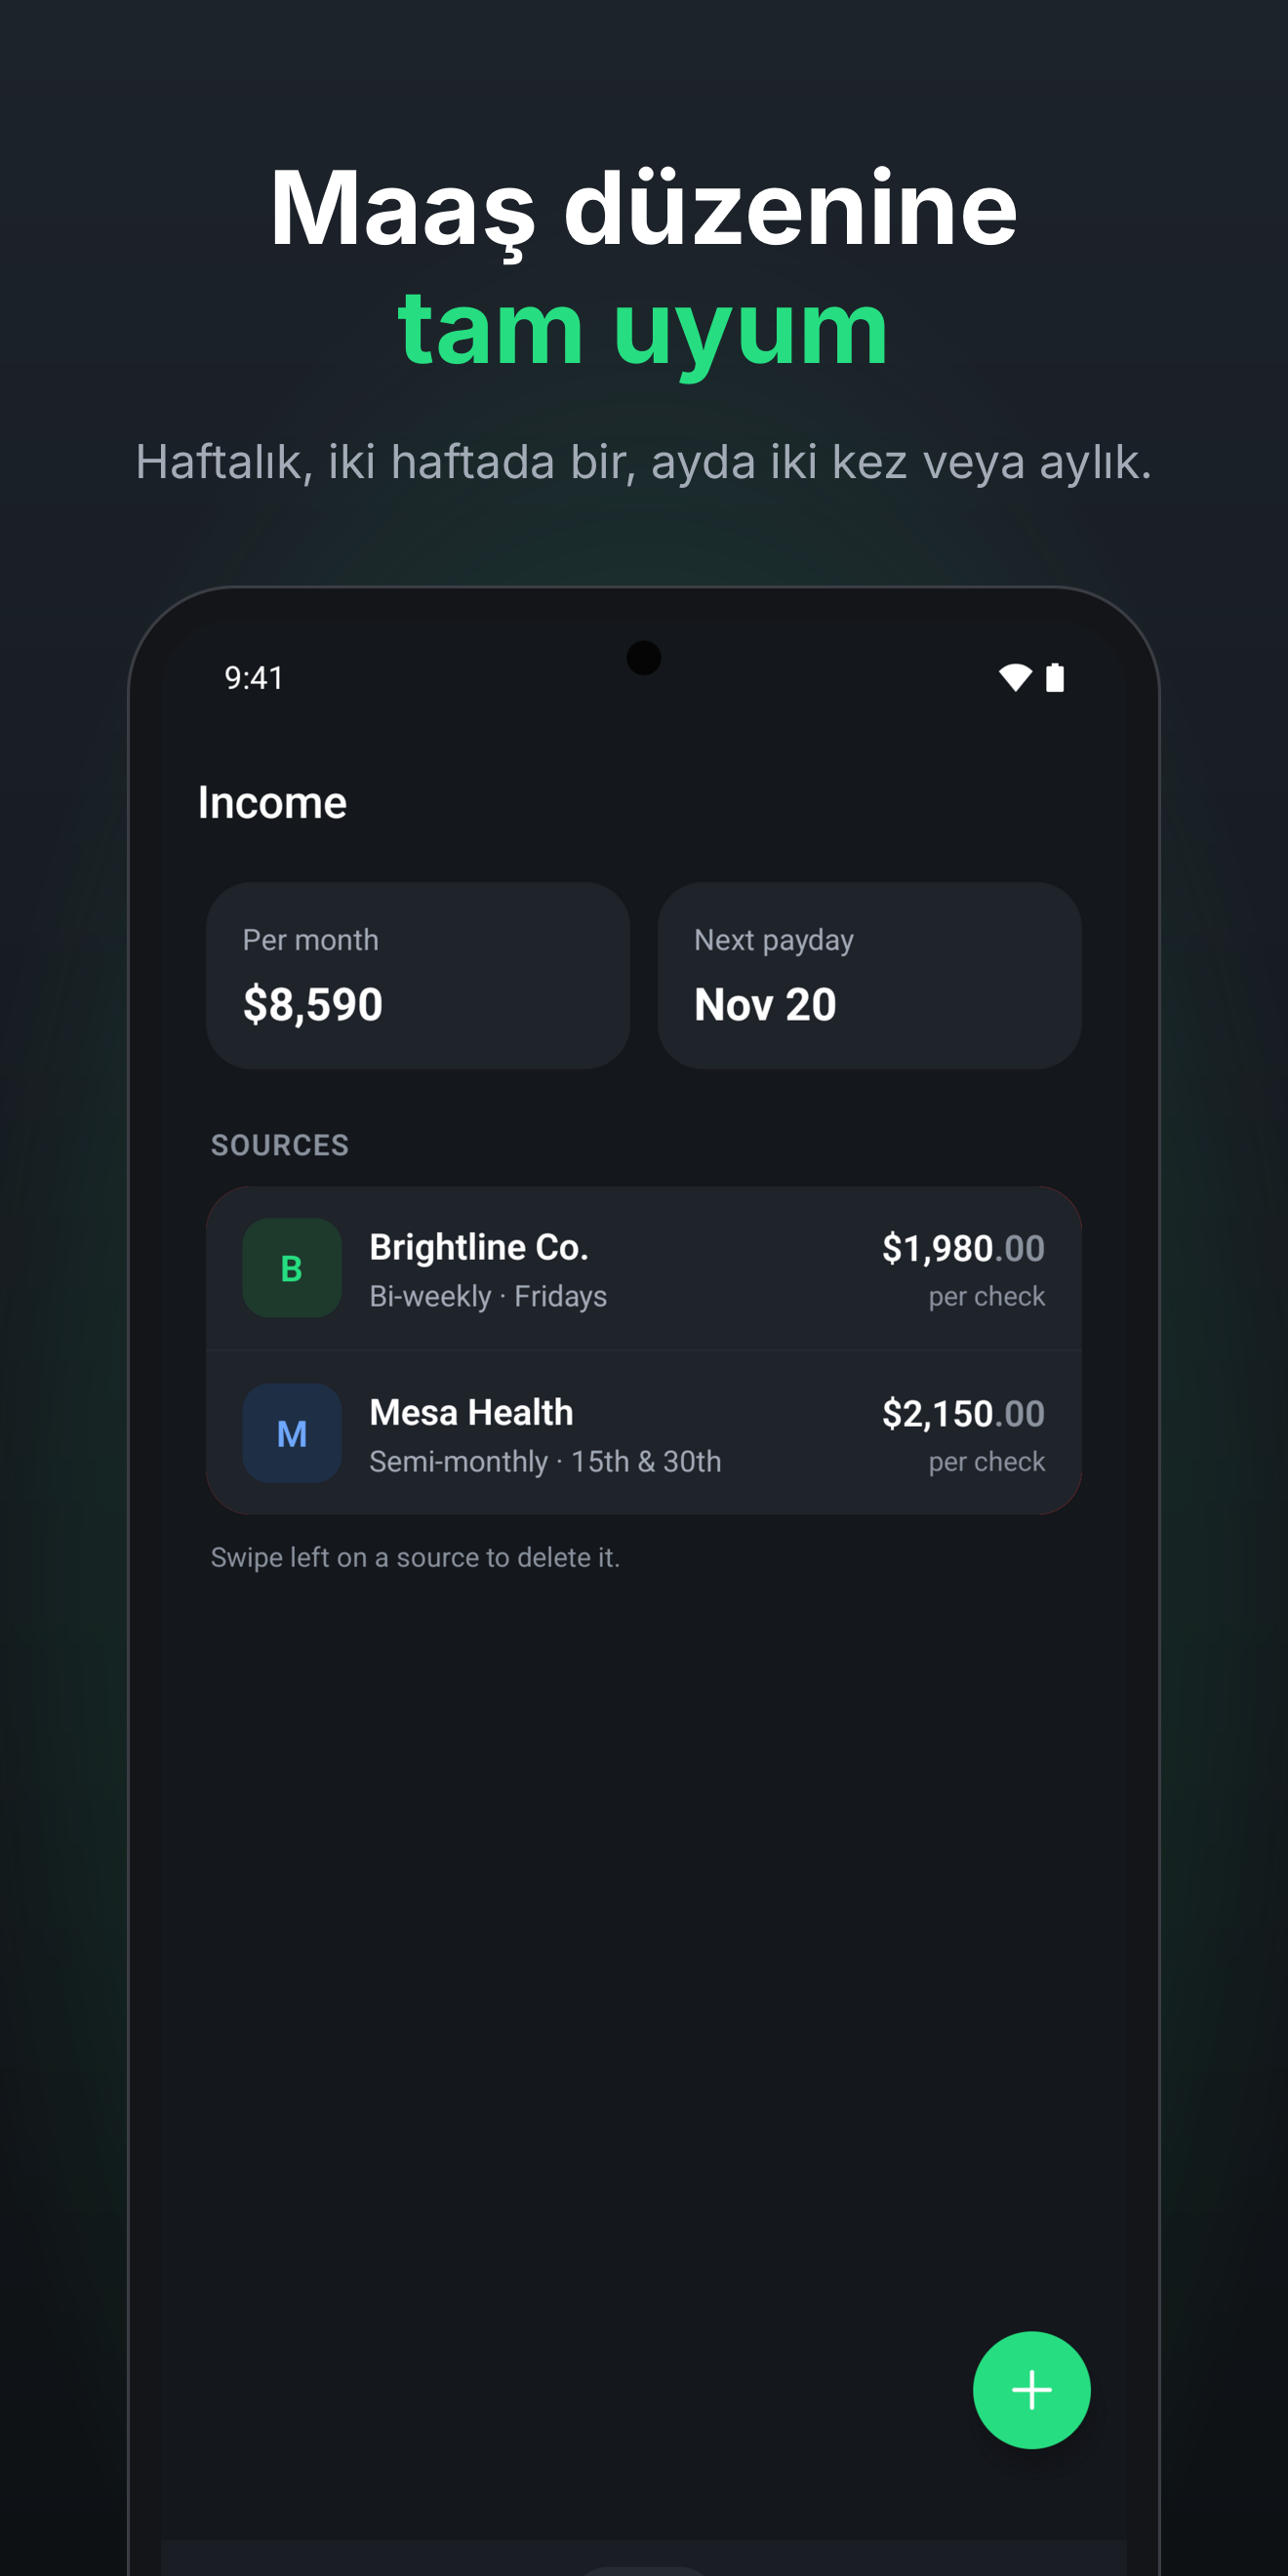 Maaş düzenine
tam uyum
Haftalık, iki haftada bir, ayda iki kez veya aylık.
9:41
Income
Per month
$8,590
Next payday
Nov 20
SOURCES
B
Brightline Co.
Bi-weekly · Fridays
$1,980.00
per check
M
Mesa Health
Semi-monthly · 15th & 30th
$2,150.00
per check
Swipe left on a source to delete it.